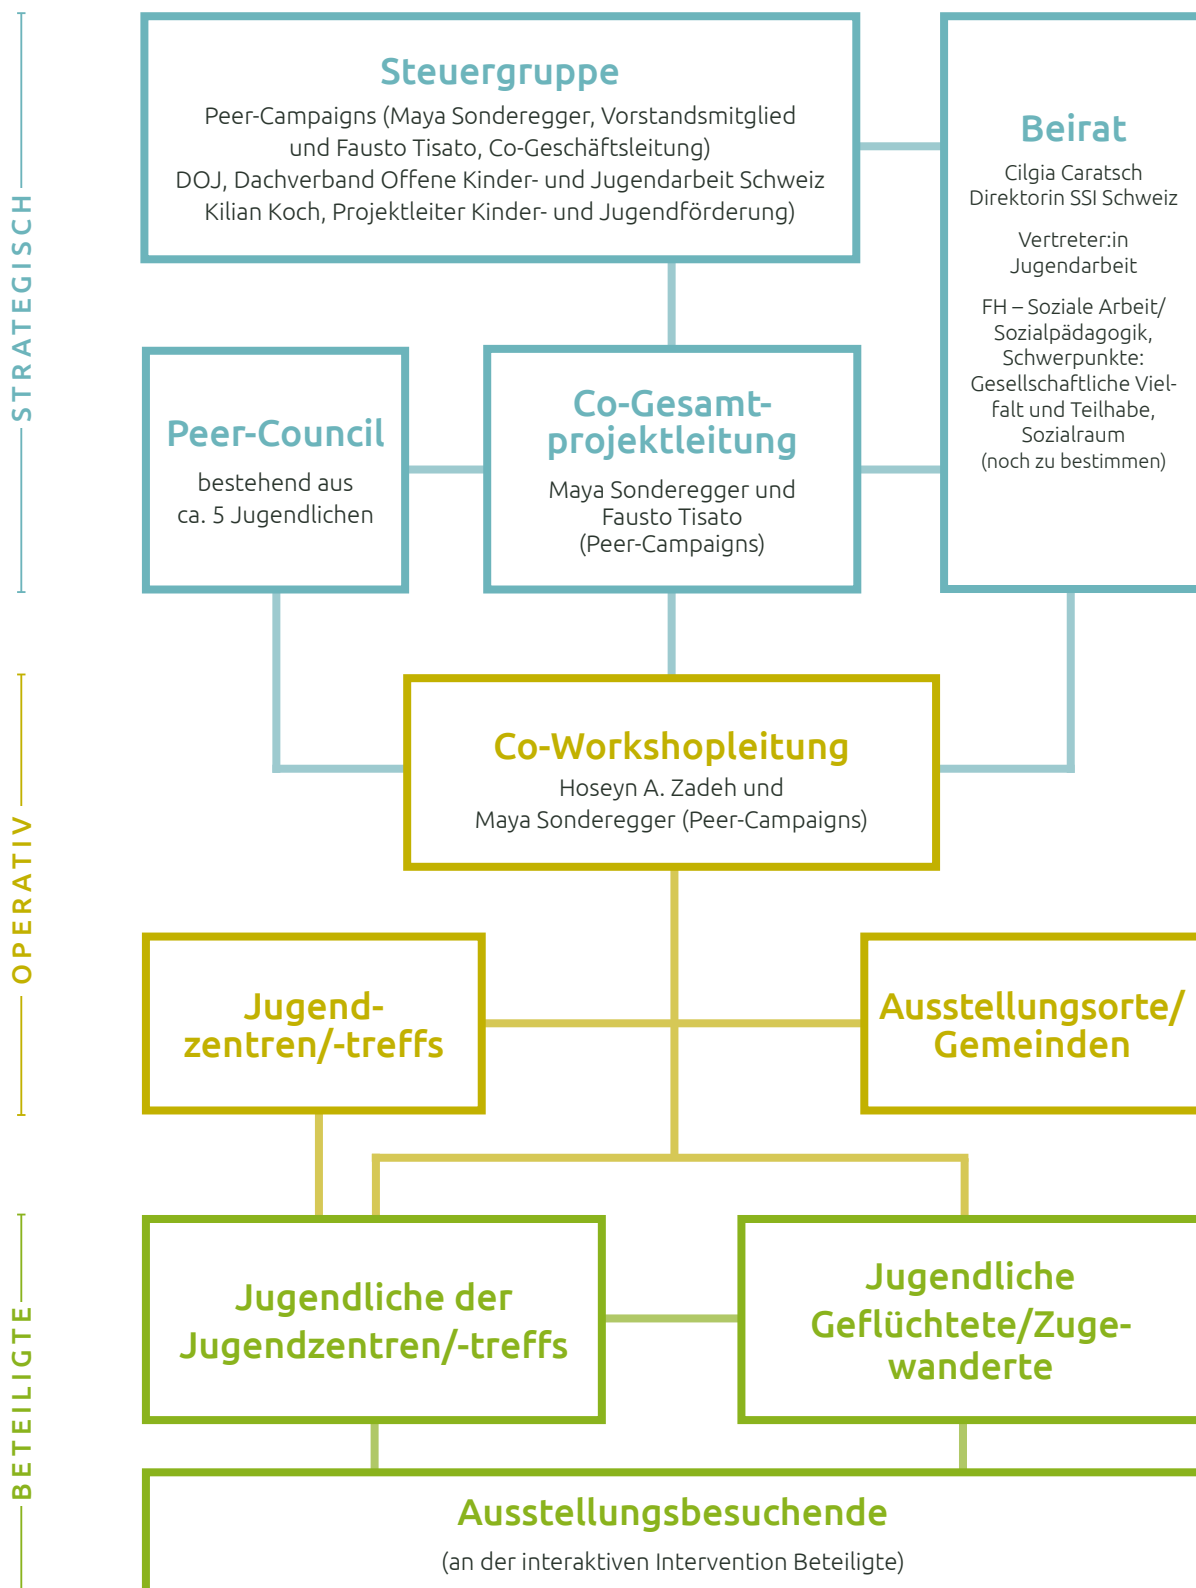 STRATEGISCH
Steuergruppe
Peer-Campaigns (Maya Sonderegger, Vorstandsmitglied
und Fausto Tisato, Co-Geschäftsleitung)
DOJ, Dachverband Offene Kinder- und Jugendarbeit Schweiz
Kilian Koch, Projektleiter Kinder- und Jugendförderung)
Beirat
Cilgia Caratsch
Direktorin SSI Schweiz
Vertreter:in
Jugendarbeit
FH – Soziale Arbeit/
Sozialpädagogik,
Schwerpunkte:
Gesellschaftliche Viel-
falt und Teilhabe,
Sozialraum
(noch zu bestimmen)
Peer-Council
bestehend aus
ca. 5 Jugendlichen
Co-Gesamt-
projektleitung
Maya Sonderegger und
Fausto Tisato
(Peer-Campaigns)
OPERATIV
Co-Workshopleitung
Hoseyn A. Zadeh und
Maya Sonderegger (Peer-Campaigns)
Jugend-
zentren/-treffs
Ausstellungsorte/
Gemeinden
BETEILIGTE
Jugendliche der
Jugendzentren/-treffs
Jugendliche
Geflüchtete/Zuge-
wanderte
Ausstellungsbesuchende
(an der interaktiven Intervention Beteiligte)